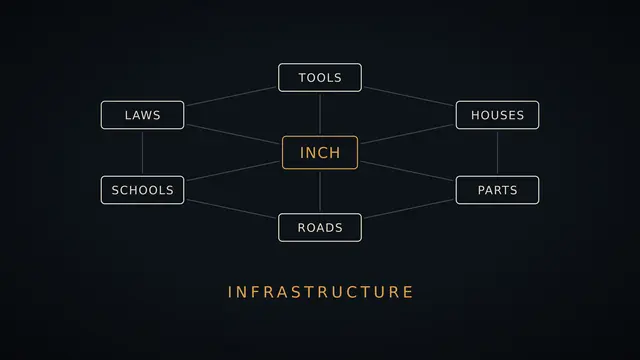 TOOLS
LAWS
HOUSES
INCH
SCHOOLS
PARTS
ROADS
INFRASTRUCTURE